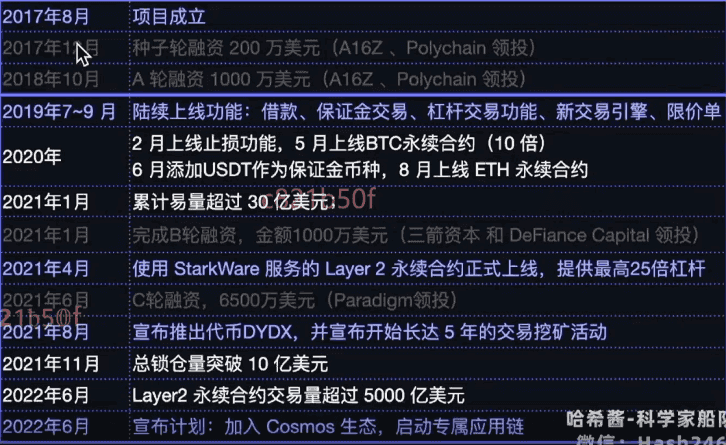 2017年8月 项目成立
2017年12月 种子轮融资 200 万美元（A16Z 、Polychain 领投）
2018年10月 A 轮融资 1000 万美元（A16Z 、Polychain 领投）
2019年7~9 月 陆续上线功能：借款、保证金交易、杠杆交易功能、新交易引擎、限价单
2020年 2 月上线止损功能，5 月上线BTC永续合约（10 倍）
6 月添加USDT作为保证金币种，8 月上线 ETH 永续合约
2021年1月 累计易量超过 30 亿美元；
2021年1月 完成B轮融资，金额1000万美元（三箭资本 和 DeFiance Capital 领投）
2021年4月 使用 StarkWare 服务的 Layer 2 永续合约正式上线，提供最高25倍杠杆
2021年6月 C轮融资，6500万美元（Paradigm领投）
21b50f
2021年8月 宣布推出代币DYDX，并宣布开始长达 5 年的交易挖矿活动
2021年11月 总锁仓量突破 10 亿美元
2022年6月 Layer2 永续合约交易量超过 5000 亿美元
2022年6月 宣布计划：加入 Cosmos 生态，启动专属应用链
哈希酱-科学家船队